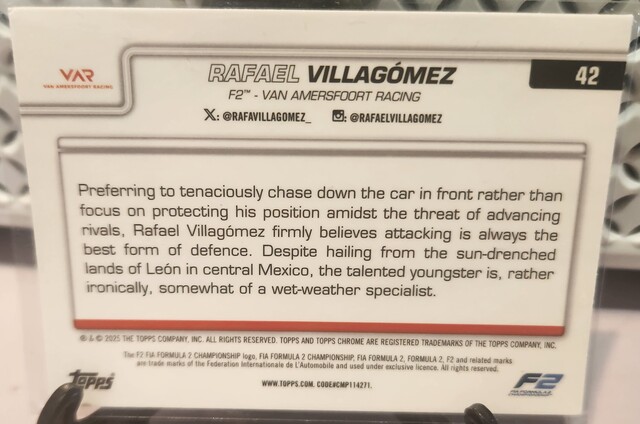 VAR
VAN AMERSFOORT RACING
RAFAEL VILLAGÓMEZ
42
F2™ - VAN AMERSFOORT RACING
X: @RAFAVILLAGOMEZ_ : @RAFAELVILLAGOMEZ
Preferring to tenaciously chase down the car in front rather than
focus on protecting his position amidst the threat of advancing
rivals, Rafael Villagómez firmly believes attacking is always the
best form of defence. Despite hailing from the sun-drenched
lands of León in central Mexico, the talented youngster is, rather
ironically, somewhat of a wet-weather specialist.
® & © 2025 THE TOPPS COMPANY, INC. ALL RIGHTS RESERVED. TOPPS AND TOPPS CHROME ARE REGISTERED TRADEMARKS OF THE TOPPS COMPANY, INC.
The F2 FIA FORMULA 2 CHAMPIONSHIP logo, FIA FORMULA 2 CHAMPIONSHIP, FIA FORMULA 2, FORMULA 2, F2 and related marks
are trade marks of the Federation Internationale de L'Automobile and used under exclusive licence. All rights reserved.
Topps
WWW.TOPPS.COM. CODE#CMP114271.
F2